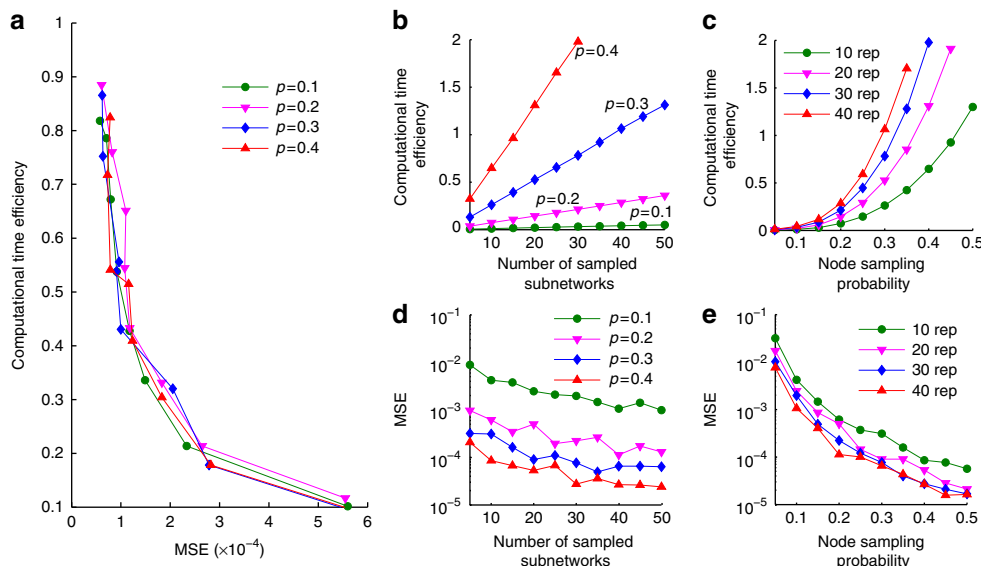 a
1
0.9
0.8
0.7
0.6
0.5
0.4
0.3
0.2
0.1
0
1
2
3
4
5
6
Computational time efficiency
MSE (×10⁻⁴)
p=0.1
p=0.2
p=0.3
p=0.4
b
2
1.5
1
0.5
0
10
20
30
40
50
Computational time
efficiency
Number of sampled
subnetworks
p=0.4
p=0.3
p=0.2
p=0.1
c
2
1.5
1
0.5
0
0.1
0.2
0.3
0.4
0.5
Computational time
efficiency
Node sampling
probability
10 rep
20 rep
30 rep
40 rep
d
10⁻¹
10⁻²
10⁻³
10⁻⁴
10⁻⁵
10
20
30
40
50
MSE
Number of sampled
subnetworks
p=0.1
p=0.2
p=0.3
p=0.4
e
10⁻¹
10⁻²
10⁻³
10⁻⁴
10⁻⁵
0.1
0.2
0.3
0.4
0.5
MSE
Node sampling
probability
10 rep
20 rep
30 rep
40 rep